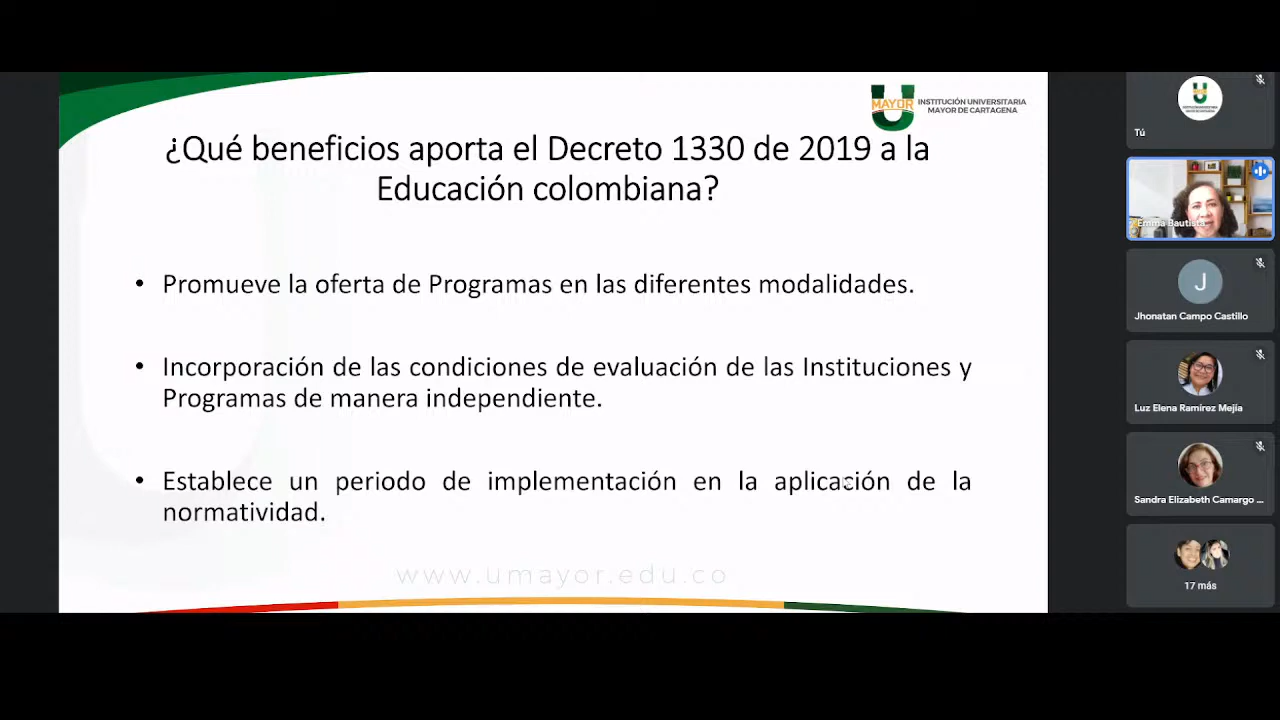 MAYOR
INSTITUCIÓN UNIVERSITARIA
MAYOR DE CARTAGENA
¿Qué beneficios aporta el Decreto 1330 de 2019 a la
Educación colombiana?
• Promueve la oferta de Programas en las diferentes modalidades.
• Incorporación de las condiciones de evaluación de las Instituciones y
Programas de manera independiente.
• Establece un periodo de implementación en la aplicación de la
normatividad.
www.umayor.edu.co
Tú
Emma Bautista
J
Jhonatan Campo Castillo
Luz Elena Ramírez Mejía
Sandra Elizabeth Camargo ...
17 más